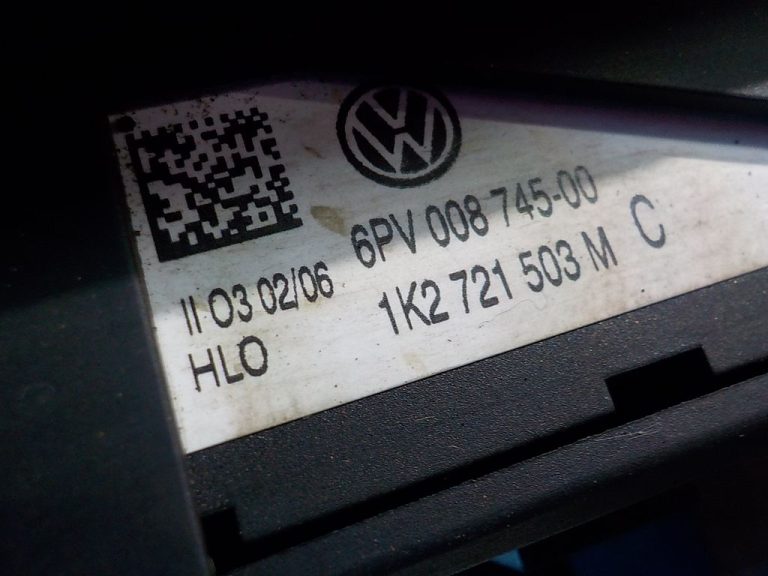 6PV 008 745-00
1K2 721 503 M C
II O3 02/06
HLO